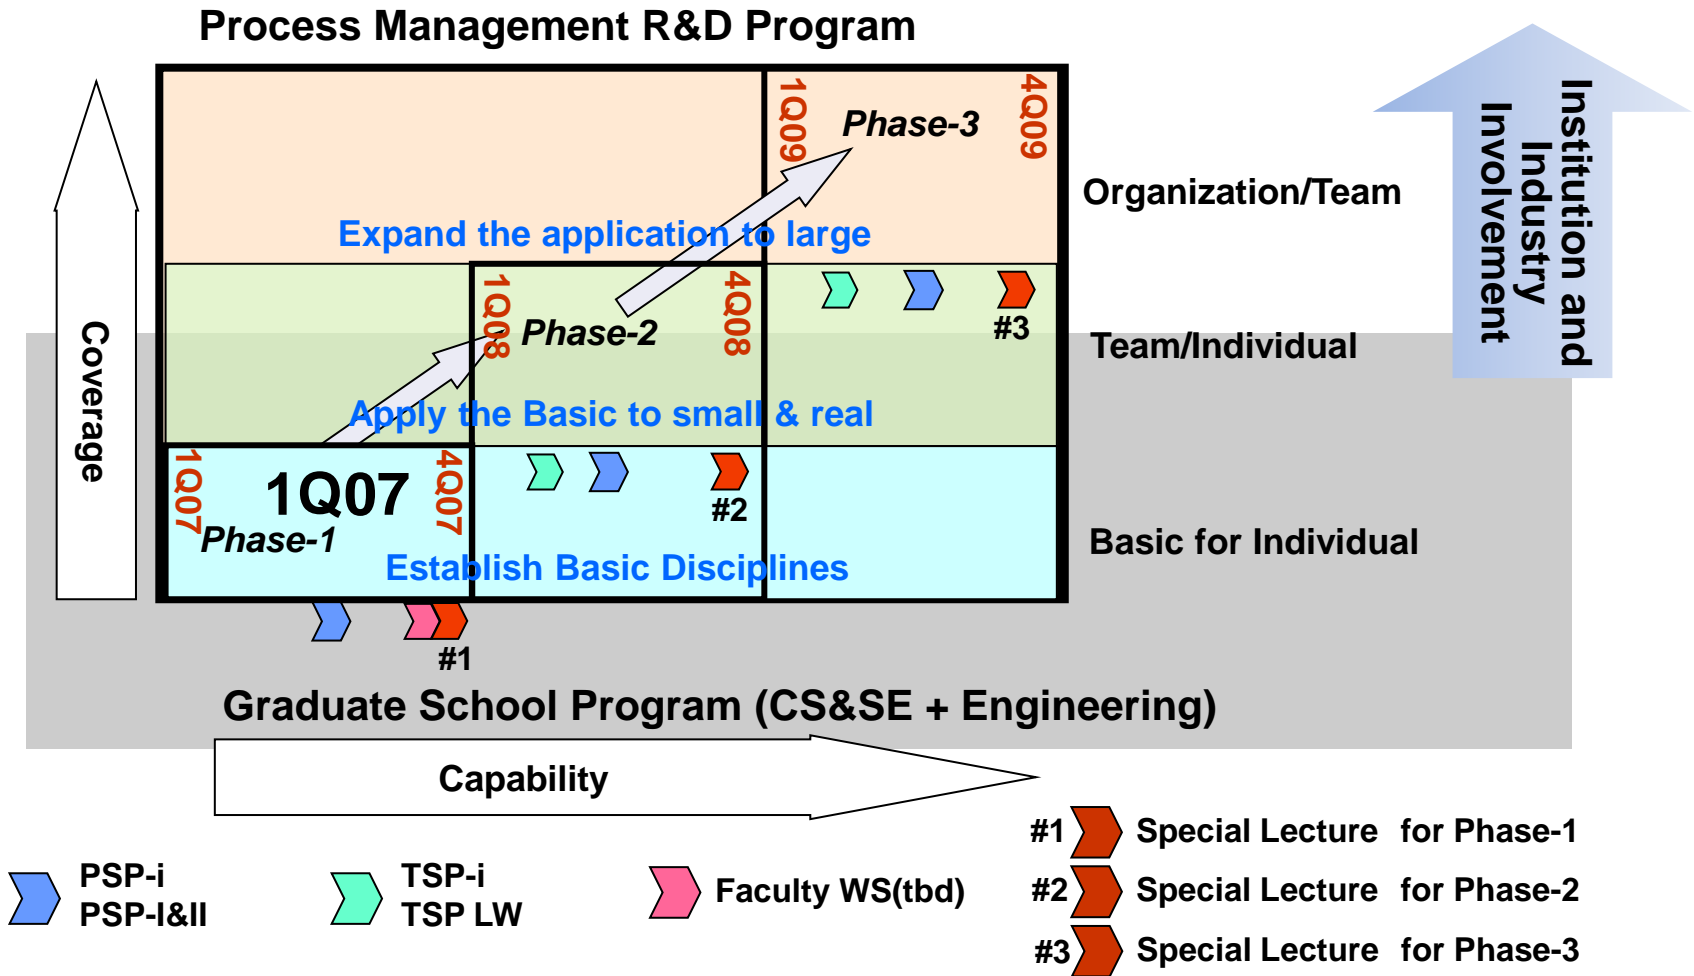 Process Management R&D Program
1Q09
4Q09
Phase-3
Institution and
Industry
Involvement
Organization/Team
Expand the application to large
1Q08
4Q08
Phase-2
#3
Coverage
Team/Individual
Apply the Basic to small & real
1Q07
1Q07
4Q07
Phase-1
#2
Basic for Individual
Establish Basic Disciplines
#1
Graduate School Program (CS&SE + Engineering)
Capability
PSP-i
PSP-I&II
TSP-i
TSP LW
Faculty WS(tbd)
#1 Special Lecture for Phase-1
#2 Special Lecture for Phase-2
#3 Special Lecture for Phase-3